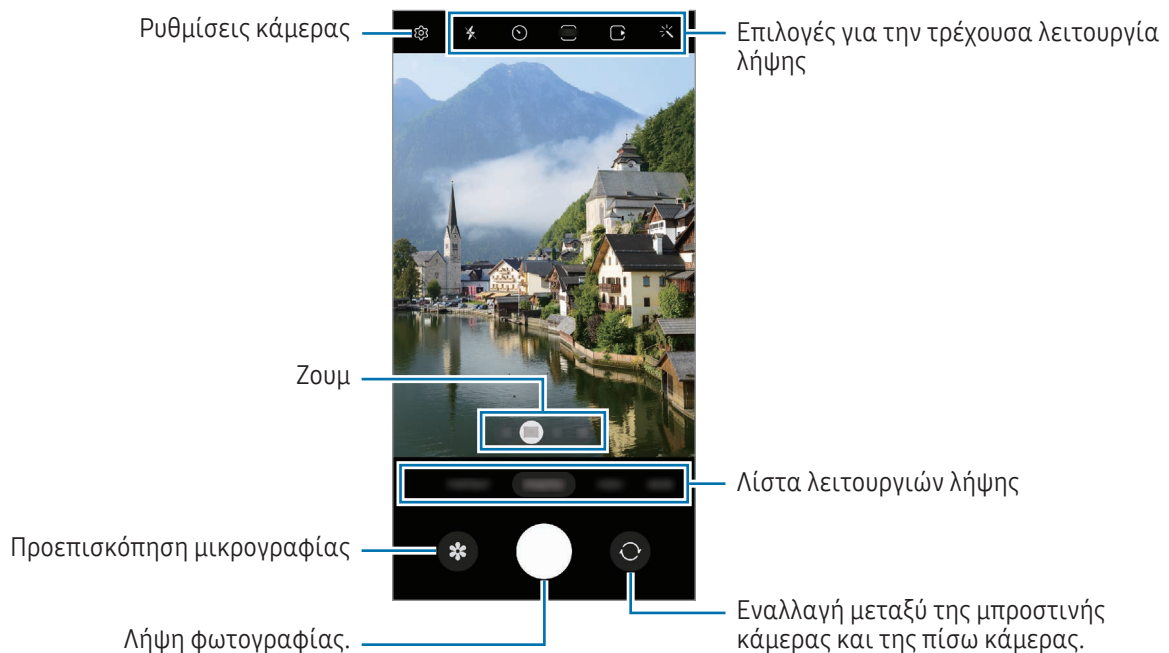 Ρυθμίσεις κάμερας
Επιλογές για την τρέχουσα λειτουργία
λήψης
Ζουμ
Λίστα λειτουργιών λήψης
Προεπισκόπηση μικρογραφίας
Εναλλαγή μεταξύ της μπροστινής
κάμερας και της πίσω κάμερας.
Λήψη φωτογραφίας.